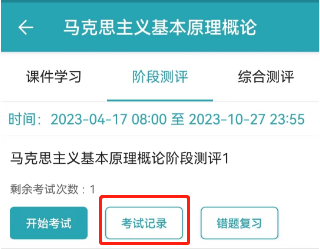 马克思主义基本原理概论
课件学习 阶段测评 综合测评
时间：2023-04-17 08:00 至 2023-10-27 23:55
马克思主义基本原理概论阶段测评1
剩余考试次数：1
开始考试 考试记录 错题复习